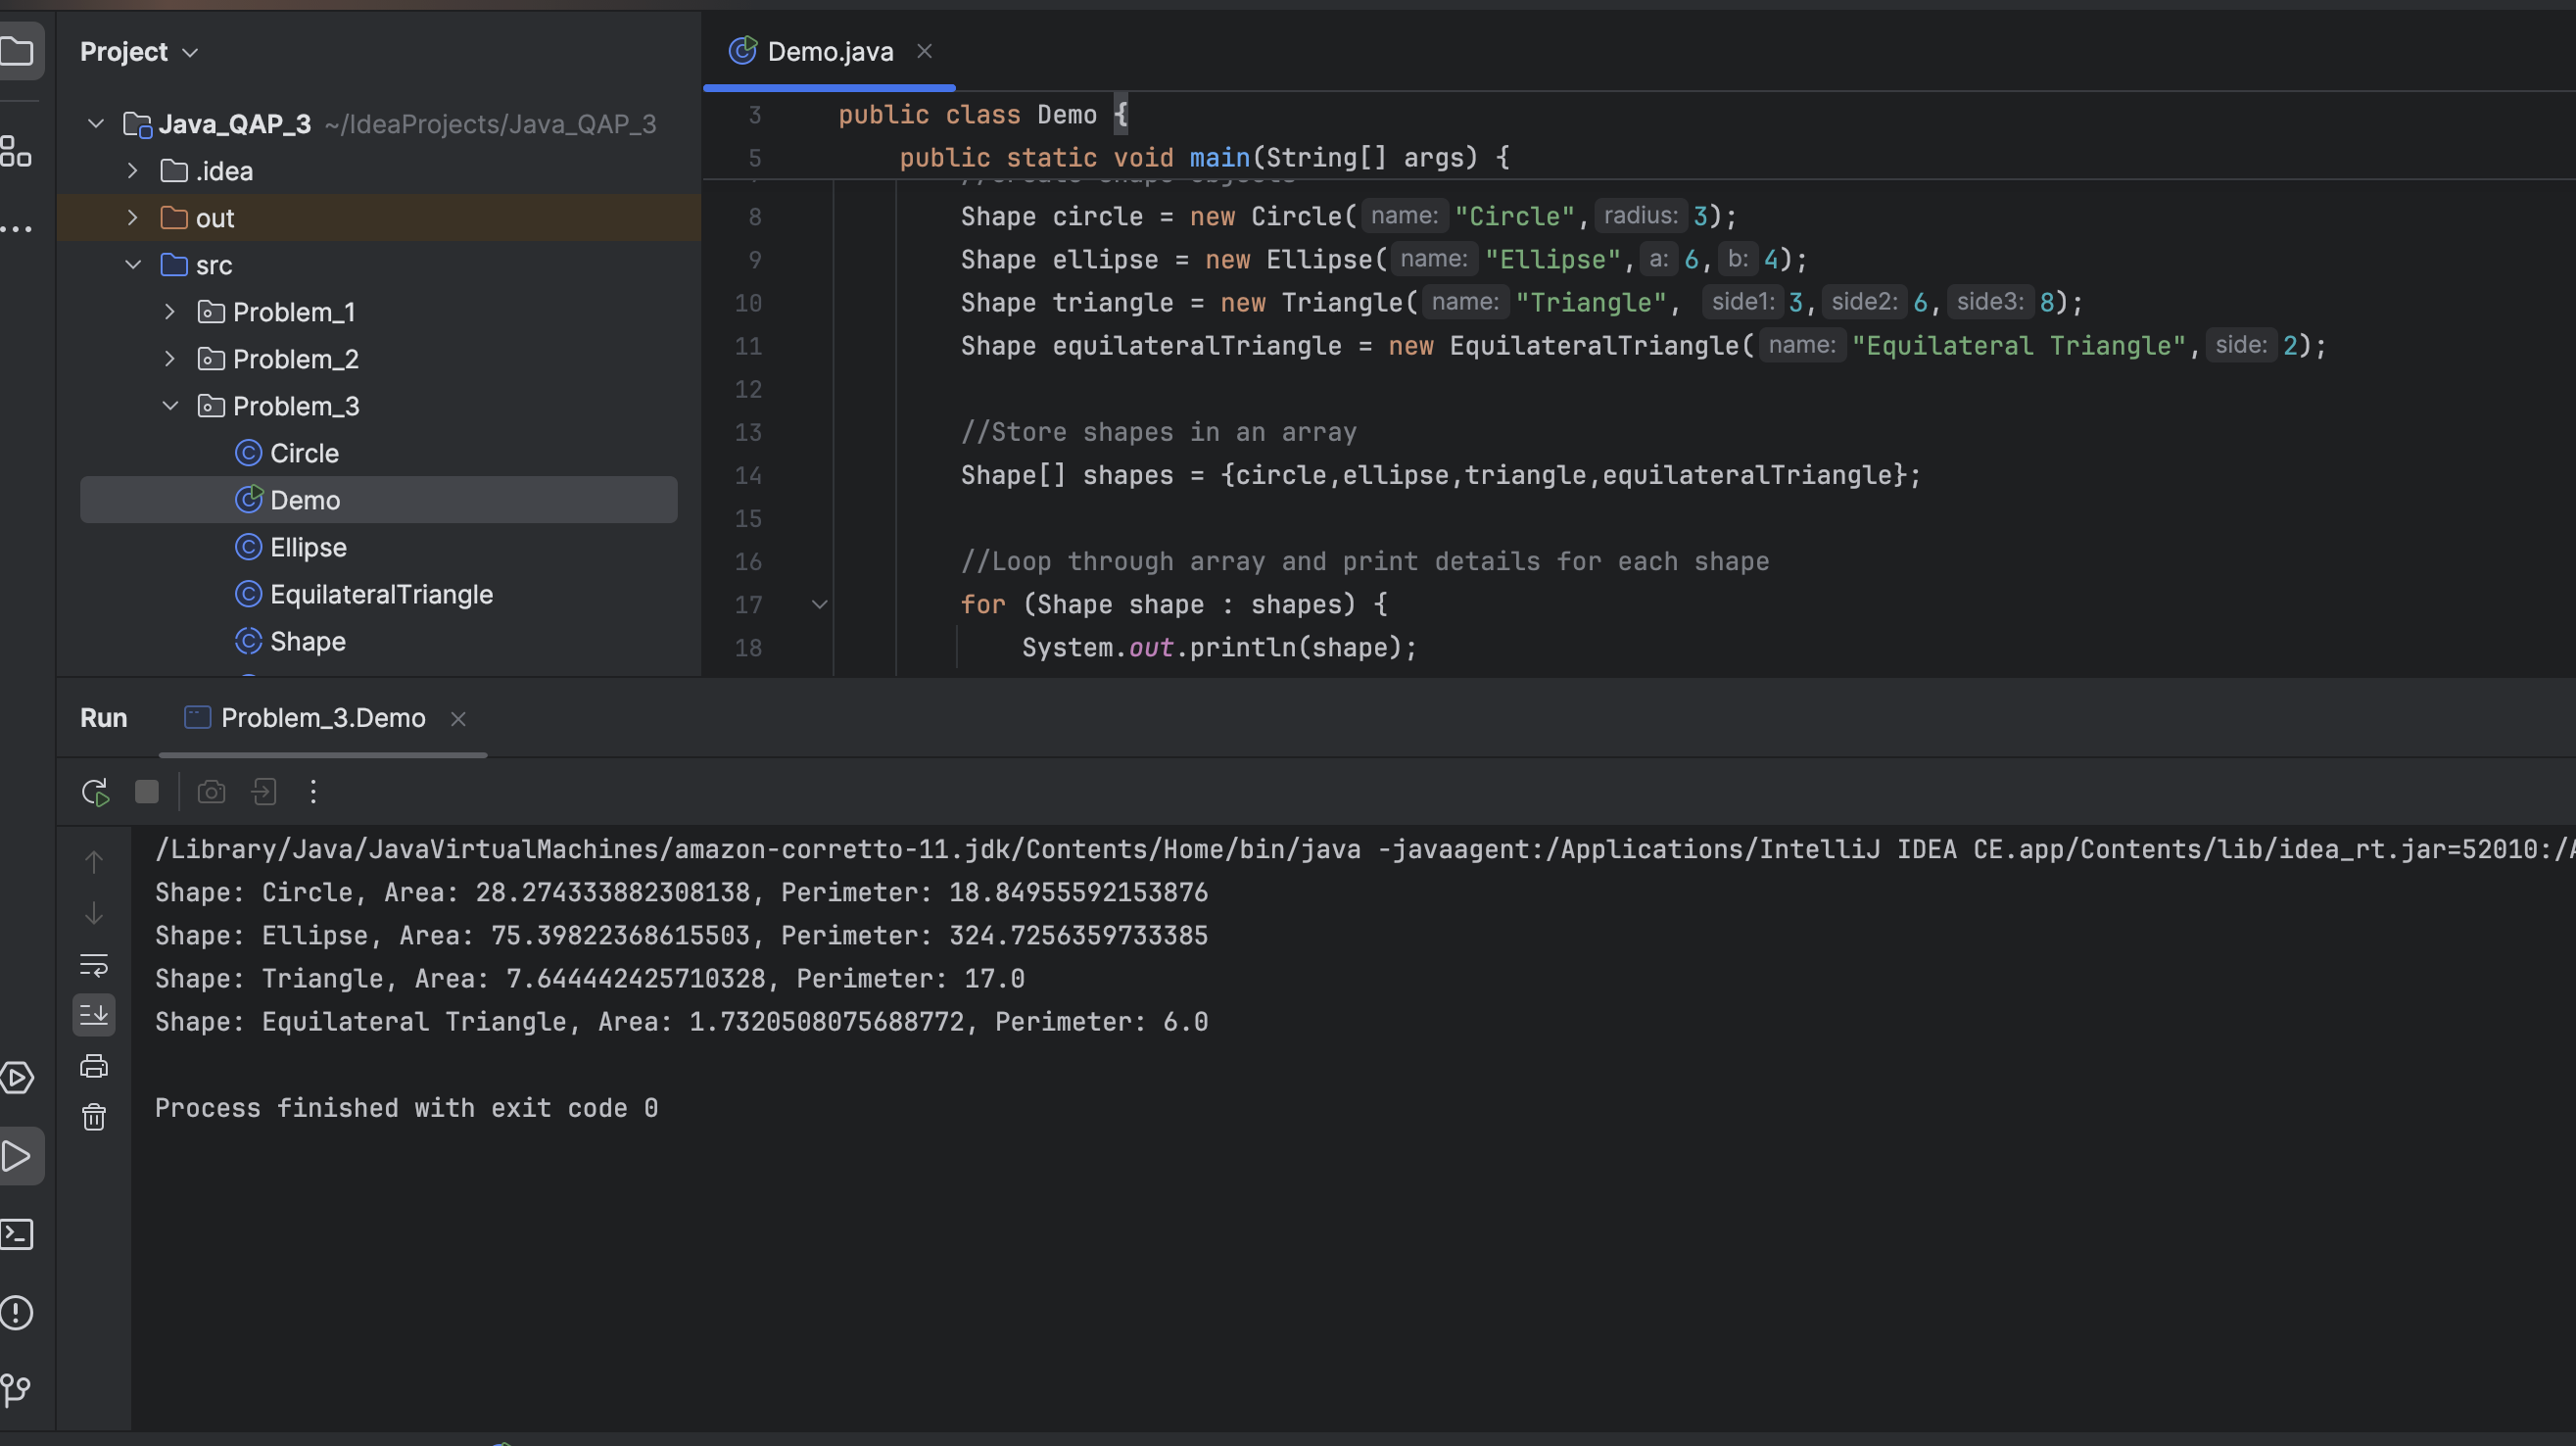 Project
Java_QAP_3 ~/IdeaProjects/Java_QAP_3
.idea
out
src
Problem_1
Problem_2
Problem_3
Circle
Demo
Ellipse
EquilateralTriangle
Shape
Demo.java
3 public class Demo {
5 public static void main(String[] args) {
8 Shape circle = new Circle( name: "Circle", radius: 3);
9 Shape ellipse = new Ellipse( name: "Ellipse", a: 6, b: 4);
10 Shape triangle = new Triangle( name: "Triangle", side1: 3, side2: 6, side3: 8);
11 Shape equilateralTriangle = new EquilateralTriangle( name: "Equilateral Triangle", side: 2);
12
13 //Store shapes in an array
14 Shape[] shapes = {circle,ellipse,triangle,equilateralTriangle};
15
16 //Loop through array and print details for each shape
17 for (Shape shape : shapes) {
18 System.out.println(shape);
Run Problem_3.Demo
/Library/Java/JavaVirtualMachines/amazon-corretto-11.jdk/Contents/Home/bin/java -javaagent:/Applications/IntelliJ IDEA CE.app/Contents/lib/idea_rt.jar=52010:/A
Shape: Circle, Area: 28.274333882308138, Perimeter: 18.84955592153876
Shape: Ellipse, Area: 75.39822368615503, Perimeter: 324.7256359733385
Shape: Triangle, Area: 7.644442425710328, Perimeter: 17.0
Shape: Equilateral Triangle, Area: 1.7320508075688772, Perimeter: 6.0
Process finished with exit code 0